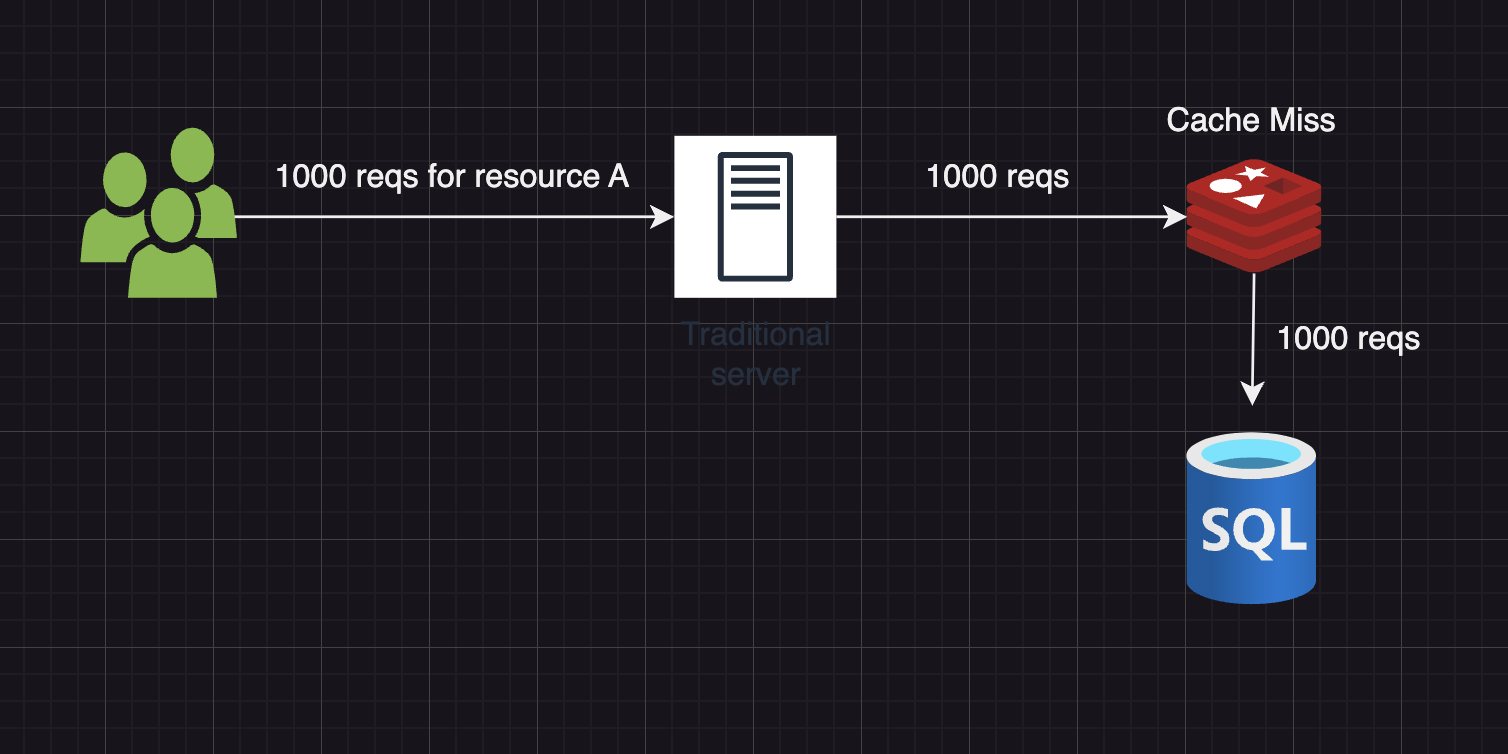 Cache Miss
1000 reqs for resource A
1000 reqs
Traditional
server
1000 reqs
SQL